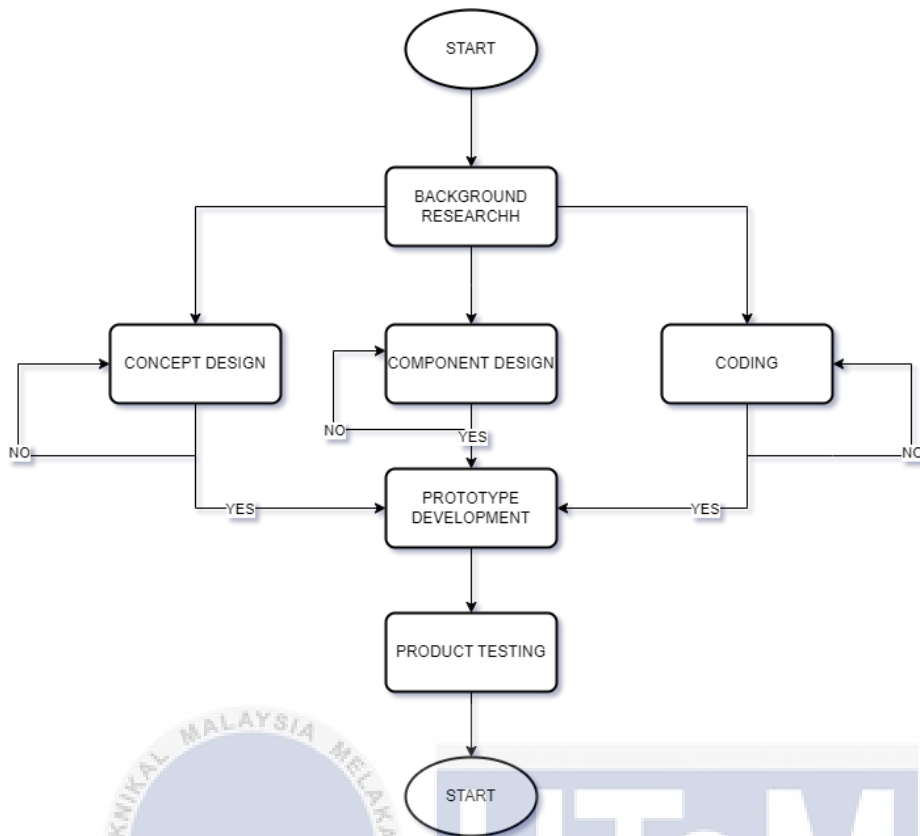 START
BACKGROUND
RESEARCHH
CONCEPT DESIGN
COMPONENT DESIGN
CODING
NO
NO
YES
NO
YES
PROTOTYPE
DEVELOPMENT
YES
PRODUCT TESTING
MALAYSIA
START